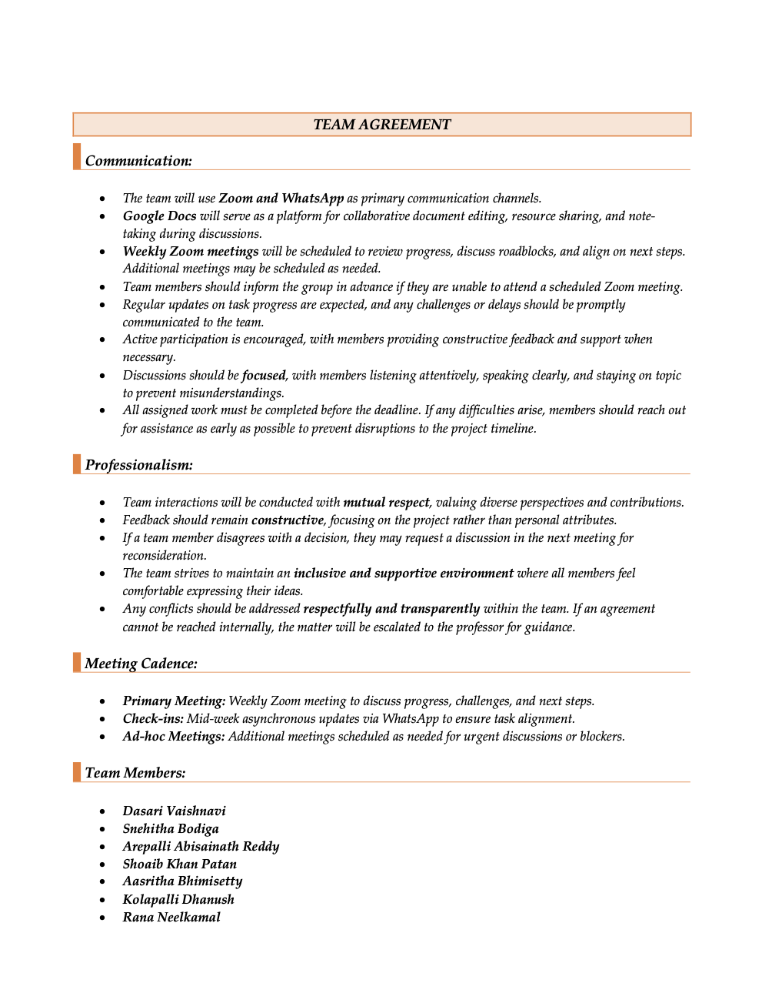 TEAM AGREEMENT
Communication:
• The team will use Zoom and WhatsApp as primary communication channels.
• Google Docs will serve as a platform for collaborative document editing, resource sharing, and note-
taking during discussions.
• Weekly Zoom meetings will be scheduled to review progress, discuss roadblocks, and align on next steps.
Additional meetings may be scheduled as needed.
• Team members should inform the group in advance if they are unable to attend a scheduled Zoom meeting.
• Regular updates on task progress are expected, and any challenges or delays should be promptly
communicated to the team.
• Active participation is encouraged, with members providing constructive feedback and support when
necessary.
• Discussions should be focused, with members listening attentively, speaking clearly, and staying on topic
to prevent misunderstandings.
• All assigned work must be completed before the deadline. If any difficulties arise, members should reach out
for assistance as early as possible to prevent disruptions to the project timeline.
Professionalism:
• Team interactions will be conducted with mutual respect, valuing diverse perspectives and contributions.
• Feedback should remain constructive, focusing on the project rather than personal attributes.
• If a team member disagrees with a decision, they may request a discussion in the next meeting for
reconsideration.
• The team strives to maintain an inclusive and supportive environment where all members feel
comfortable expressing their ideas.
• Any conflicts should be addressed respectfully and transparently within the team. If an agreement
cannot be reached internally, the matter will be escalated to the professor for guidance.
Meeting Cadence:
• Primary Meeting: Weekly Zoom meeting to discuss progress, challenges, and next steps.
• Check-ins: Mid-week asynchronous updates via WhatsApp to ensure task alignment.
• Ad-hoc Meetings: Additional meetings scheduled as needed for urgent discussions or blockers.
Team Members:
• Dasari Vaishnavi
• Snehitha Bodiga
• Arepalli Abisainath Reddy
• Shoaib Khan Patan
• Aasritha Bhimisetty
• Kolapalli Dhanush
• Rana Neelkamal